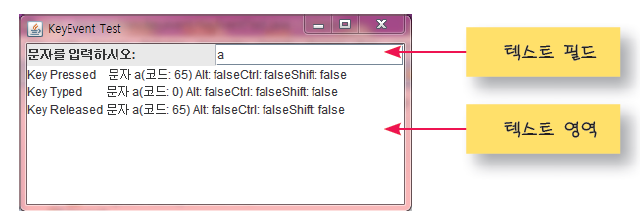 KeyEvent Test
문자를 입력하시오:
a
텍스트 필드
Key Pressed 문자 a(코드: 65) Alt: falseCtrl: falseShift: false
Key Typed 문자 a(코드: 0) Alt: falseCtrl: falseShift: false
Key Released 문자 a(코드: 65) Alt: falseCtrl: falseShift: false
텍스트 영역